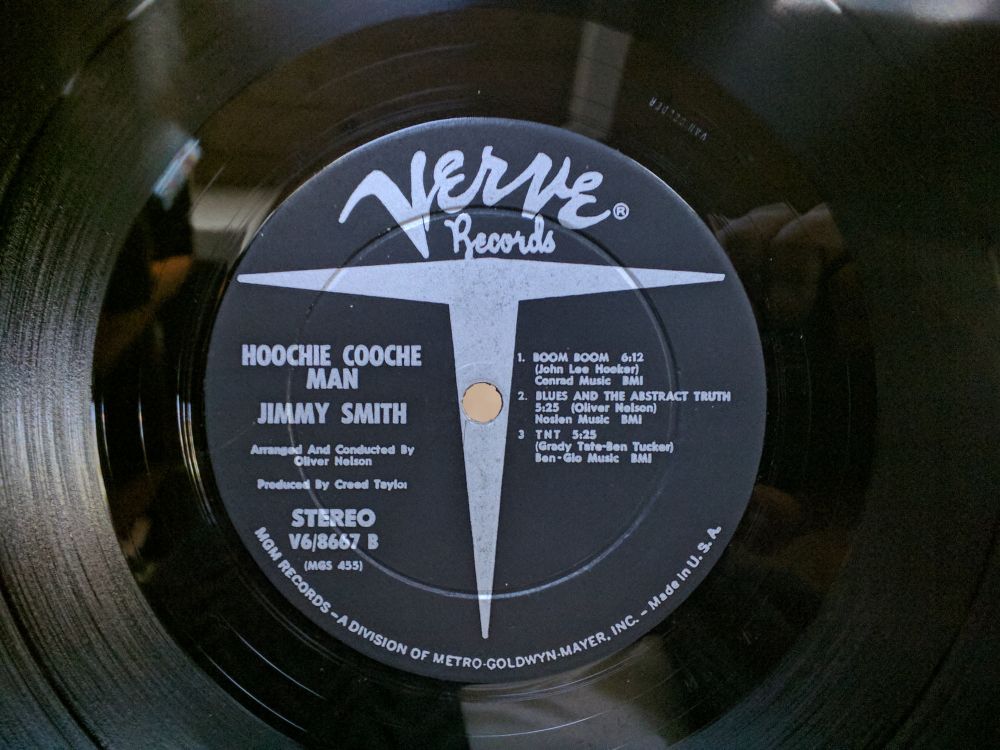 VAN GELDER
Verve®
Records
HOOCHIE COOCHE
MAN
JIMMY SMITH
Arranged And Conducted By
Oliver Nelson
Produced By Creed Taylor
STEREO
V6/8667 B
(MGS 455)
1. BOOM BOOM 6:12
(John Lee Hooker)
Conrad Music BMI
2. BLUES AND THE ABSTRACT TRUTH
5:25 (Oliver Nelson)
Noslen Music BMI
3 TNT 5:25
(Grady Tate-Ben Tucker)
Ben-Glo Music BMI
MGM RECORDS – A DIVISION OF METRO-GOLDWYN-MAYER, INC. – Made in U. S. A.